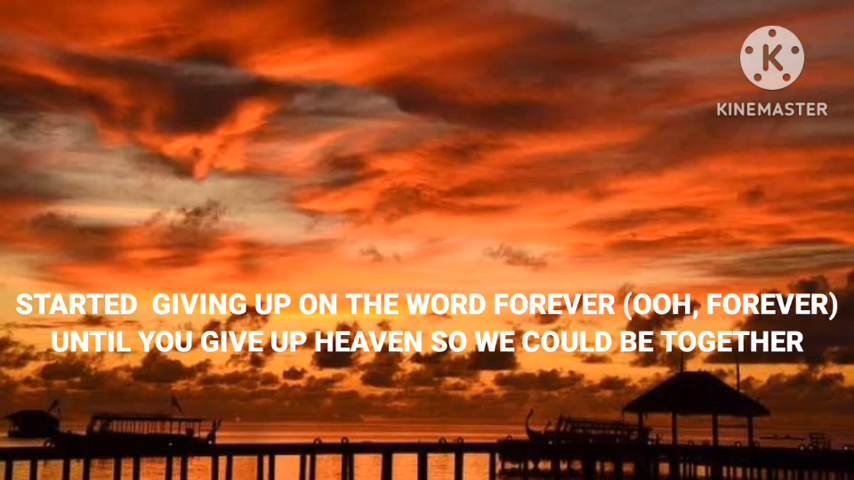 KINEMASTER
STARTED  GIVING UP ON THE WORD FOREVER (OOH, FOREVER)
UNTIL YOU GIVE UP HEAVEN SO WE COULD BE TOGETHER